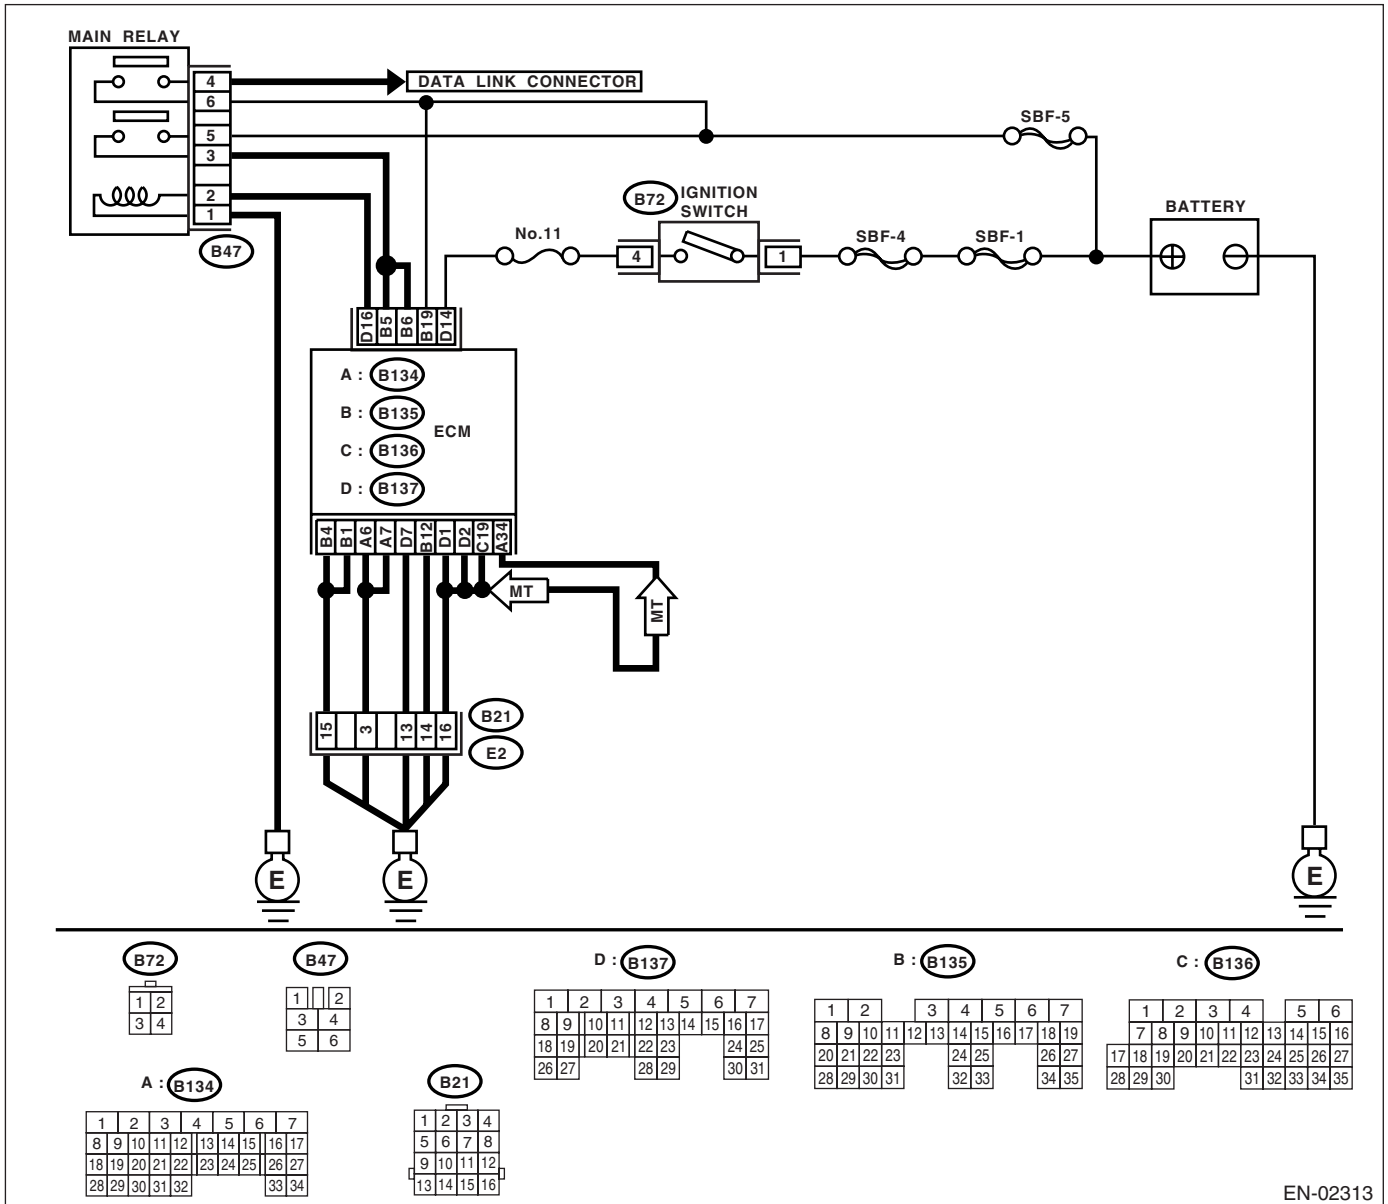 MAIN RELAY
4
DATA LINK CONNECTOR
6
5
3
2
1
B47
SBF-5
B72
IGNITION
SWITCH
BATTERY
No.11
4
1
SBF-4
SBF-1
D16
B5
B6
B19
D14
A : B134
B : B135
ECM
C : B136
D : B137
B4
B1
A6
A7
D7
B12
D1
D2
C19
A34
MT
MT
15
3
13
14
16
B21
E2
E
E
E
B72
1 2
3 4
B47
1 2
3 4
5 6
D : B137
1 2 3 4 5 6 7
8 9 10 11 12 13 14 15 16 17
18 19 20 21 22 23 24 25
26 27 28 29 30 31
B : B135
1 2 3 4 5 6 7
8 9 10 11 12 13 14 15 16 17 18 19
20 21 22 23 24 25 26 27
28 29 30 31 32 33 34 35
C : B136
1 2 3 4 5 6
7 8 9 10 11 12 13 14 15 16
17 18 19 20 21 22 23 24 25 26 27
28 29 30 31 32 33 34 35
A : B134
1 2 3 4 5 6 7
8 9 10 11 12 13 14 15 16 17
18 19 20 21 22 23 24 25 26 27
28 29 30 31 32 33 34
B21
1 2 3 4
5 6 7 8
9 10 11 12
13 14 15 16
EN-02313